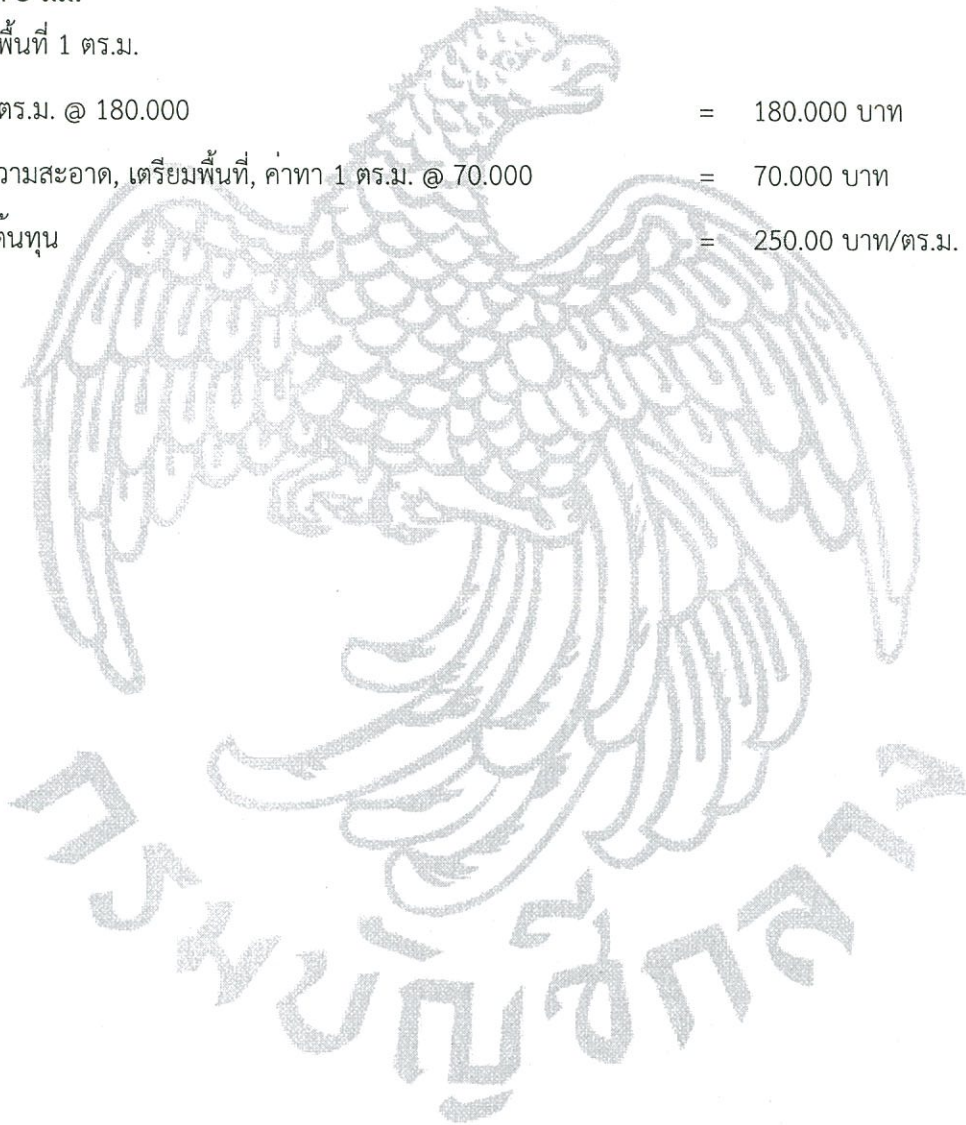 พื้นที่ 1 ตร.ม.
ตร.ม. @ 180.000 = 180.000 บาท
วามสะอาด, เตรียมพื้นที่, ค่าทา 1 ตร.ม. @ 70.000 = 70.000 บาท
ต้นทุน = 250.00 บาท/ตร.ม.
กรมบัญชีกลาง